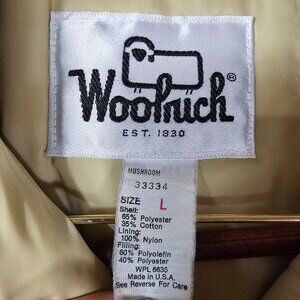 Woolrich®
EST. 1830
MUSHROOM
33334
SIZE L
Shell:
65% Polyester
35% Cotton
Lining:
100% Nylon
Filling:
60% Polyolefin
40% Polyester
WPL 6635
Made in U.S.A.
See Reverse For Care